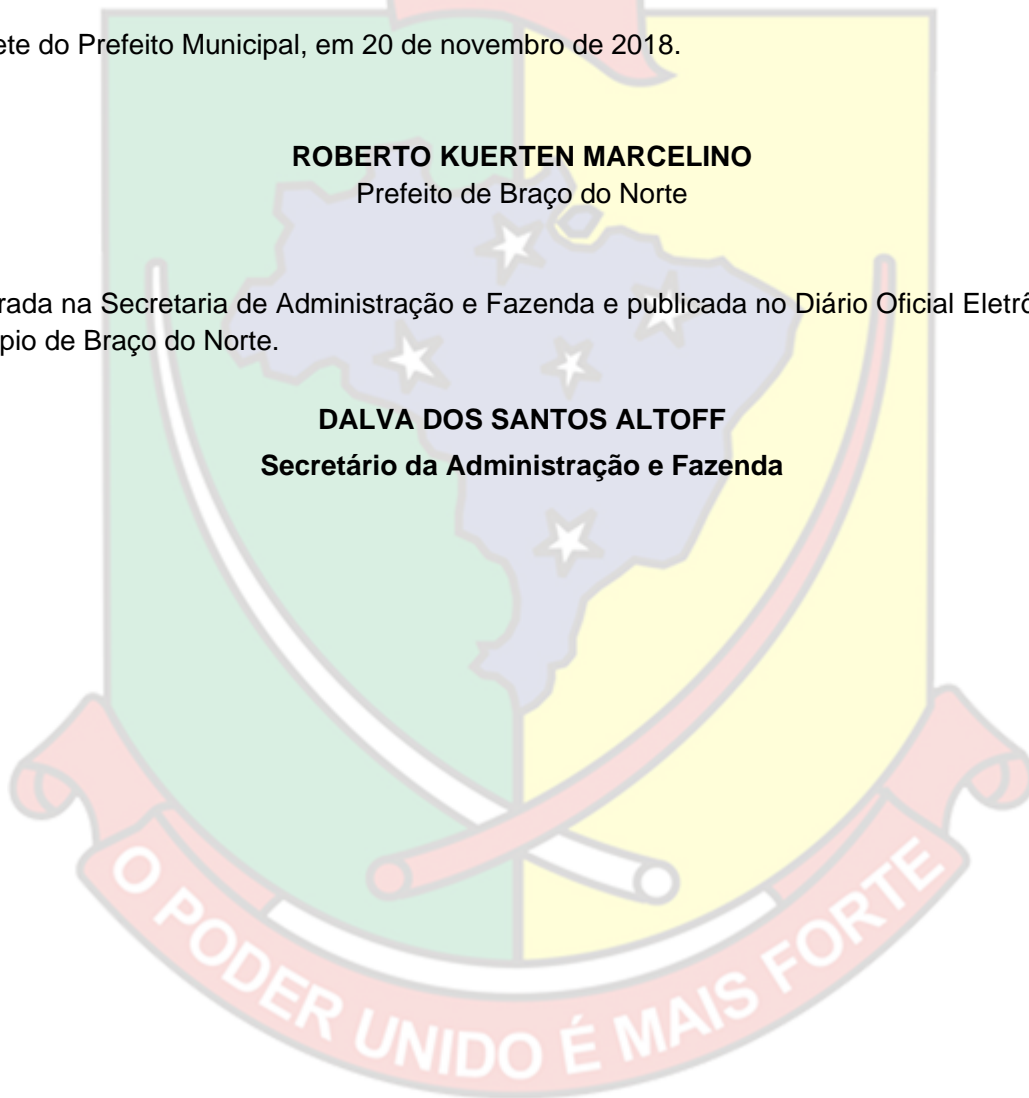 ete do Prefeito Municipal, em 20 de novembro de 2018.
ROBERTO KUERTEN MARCELINO
Prefeito de Braço do Norte
rada na Secretaria de Administração e Fazenda e publicada no Diário Oficial Eletrô
pio de Braço do Norte.
DALVA DOS SANTOS ALTOFF
Secretário da Administração e Fazenda
O PODER UNIDO É MAIS FORTE